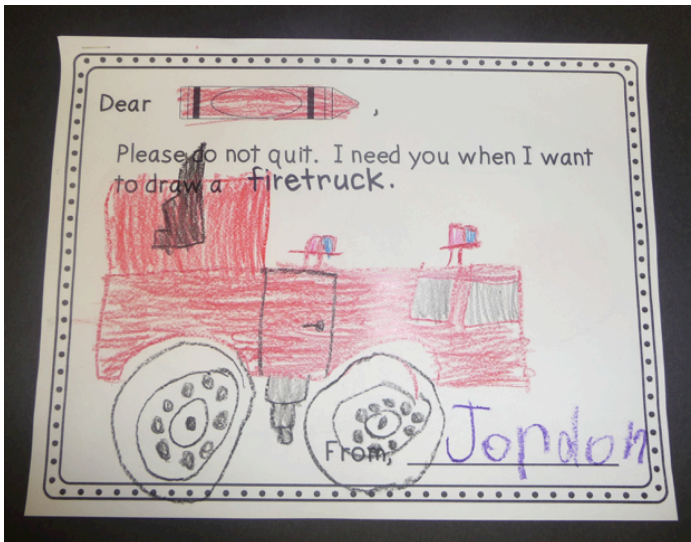 Dear ,
Please do not quit. I need you when I want
to draw a firetruck.
From, Jordon